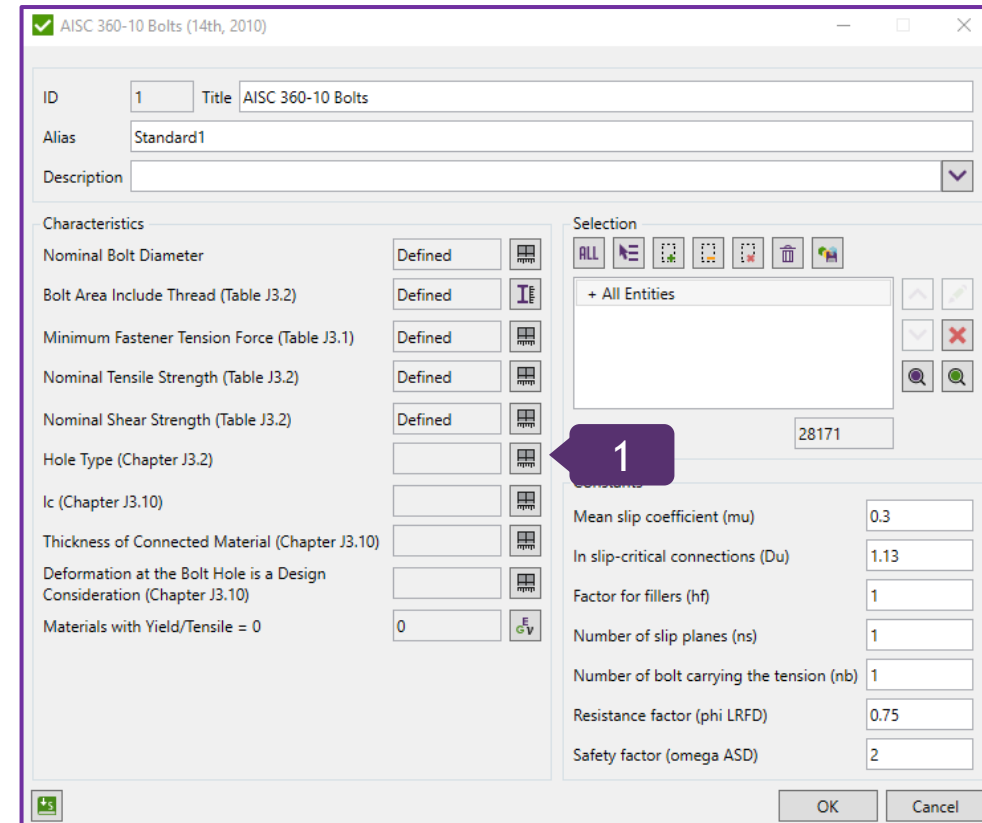 AISC 360-10 Bolts (14th, 2010)
ID 1 Title AISC 360-10 Bolts
Alias Standard1
Description
Characteristics
Nominal Bolt Diameter Defined
Bolt Area Include Thread (Table J3.2) Defined
Minimum Fastener Tension Force (Table J3.1) Defined
Nominal Tensile Strength (Table J3.2) Defined
Nominal Shear Strength (Table J3.2) Defined
Hole Type (Chapter J3.2)
lc (Chapter J3.10)
Thickness of Connected Material (Chapter J3.10)
Deformation at the Bolt Hole is a Design
Consideration (Chapter J3.10)
Materials with Yield/Tensile = 0 0
E
G V
Selection
ALL
+ All Entities
28171
1
Constants
Mean slip coefficient (mu) 0.3
In slip-critical connections (Du) 1.13
Factor for fillers (hf) 1
Number of slip planes (ns) 1
Number of bolt carrying the tension (nb) 1
Resistance factor (phi LRFD) 0.75
Safety factor (omega ASD) 2
S
OK Cancel